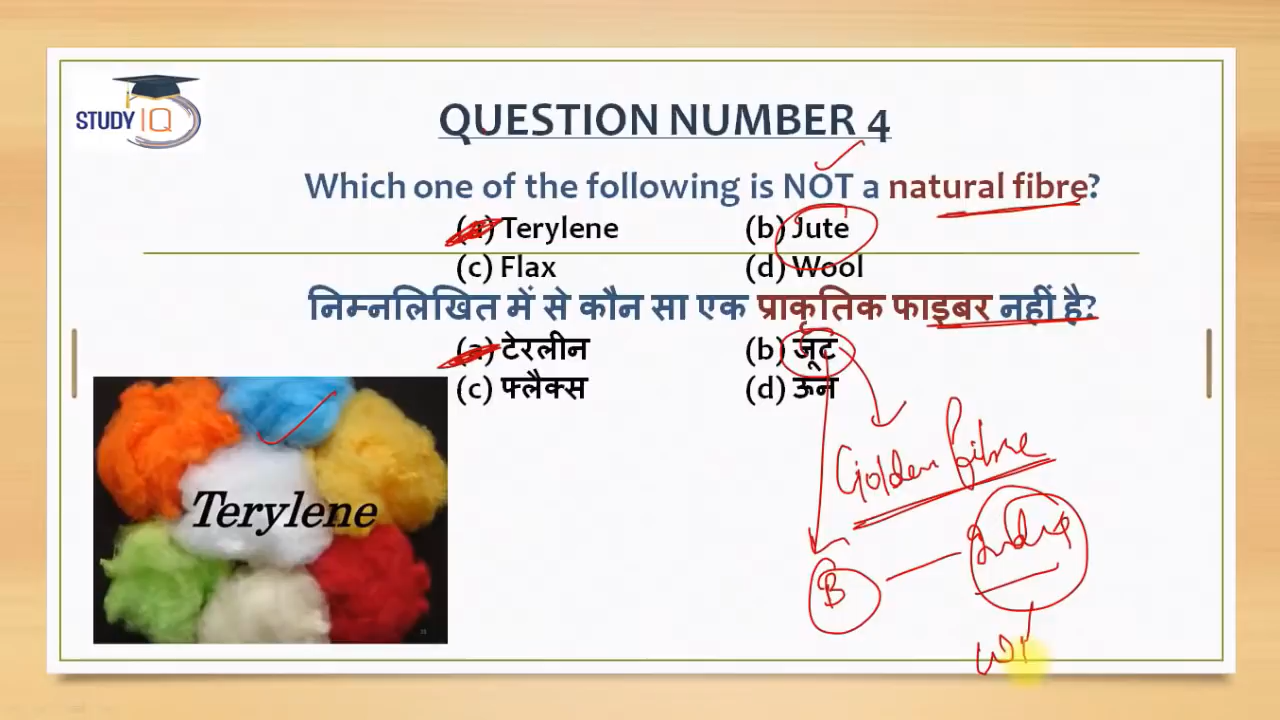 STUDY IQ
QUESTION NUMBER 4
Which one of the following is NOT a natural fibre?
(a) Terylene (b) Jute
(c) Flax (d) Wool
निम्नलिखित में से कौन सा एक प्राकृतिक फाइबर नहीं है?
(a) टेरलीन (b) जूट
(c) फ्लैक्स (d) ऊन
Golden fibre
Terylene
India
B